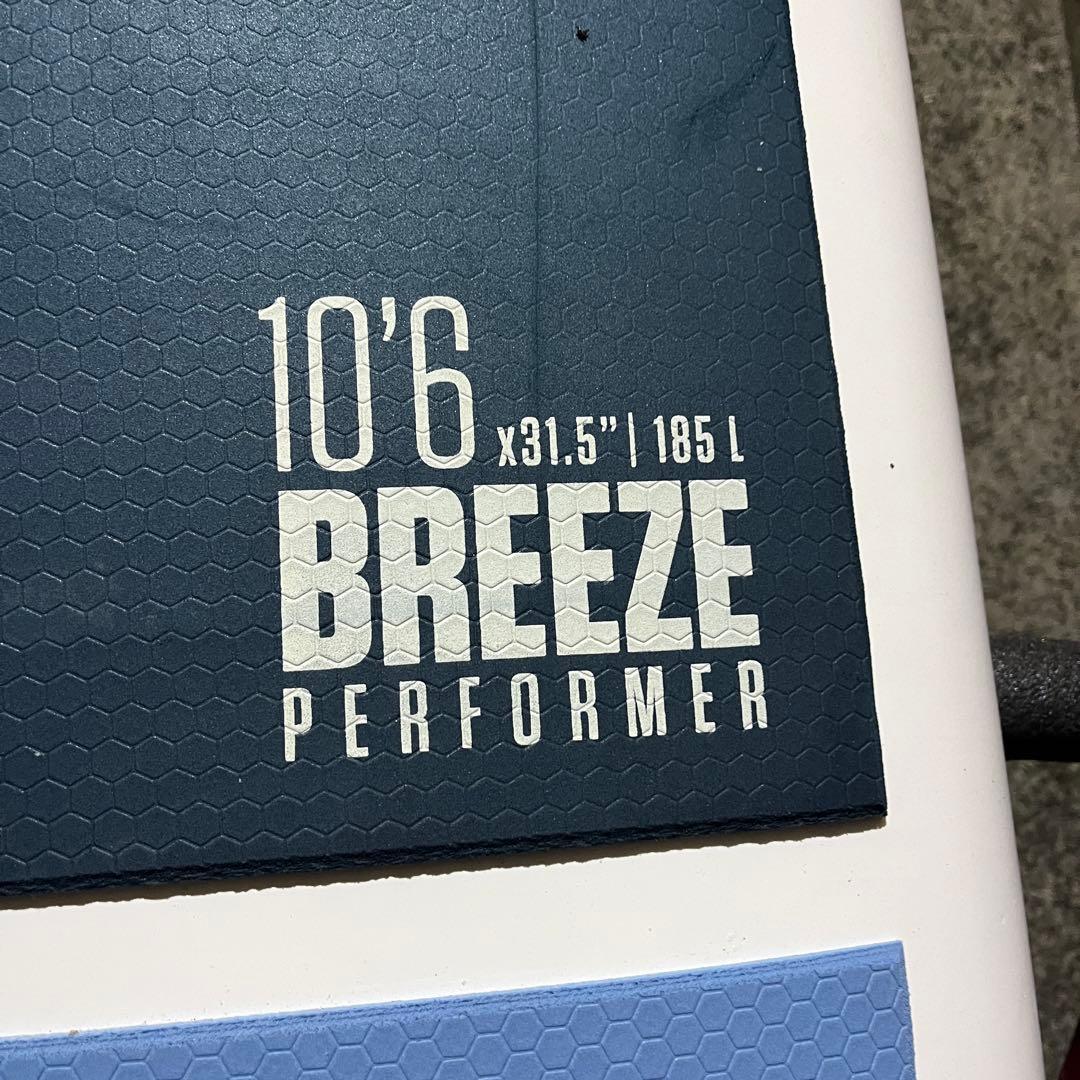 10’6 x31.5” | 185 L
BREEZE
PERFORMER